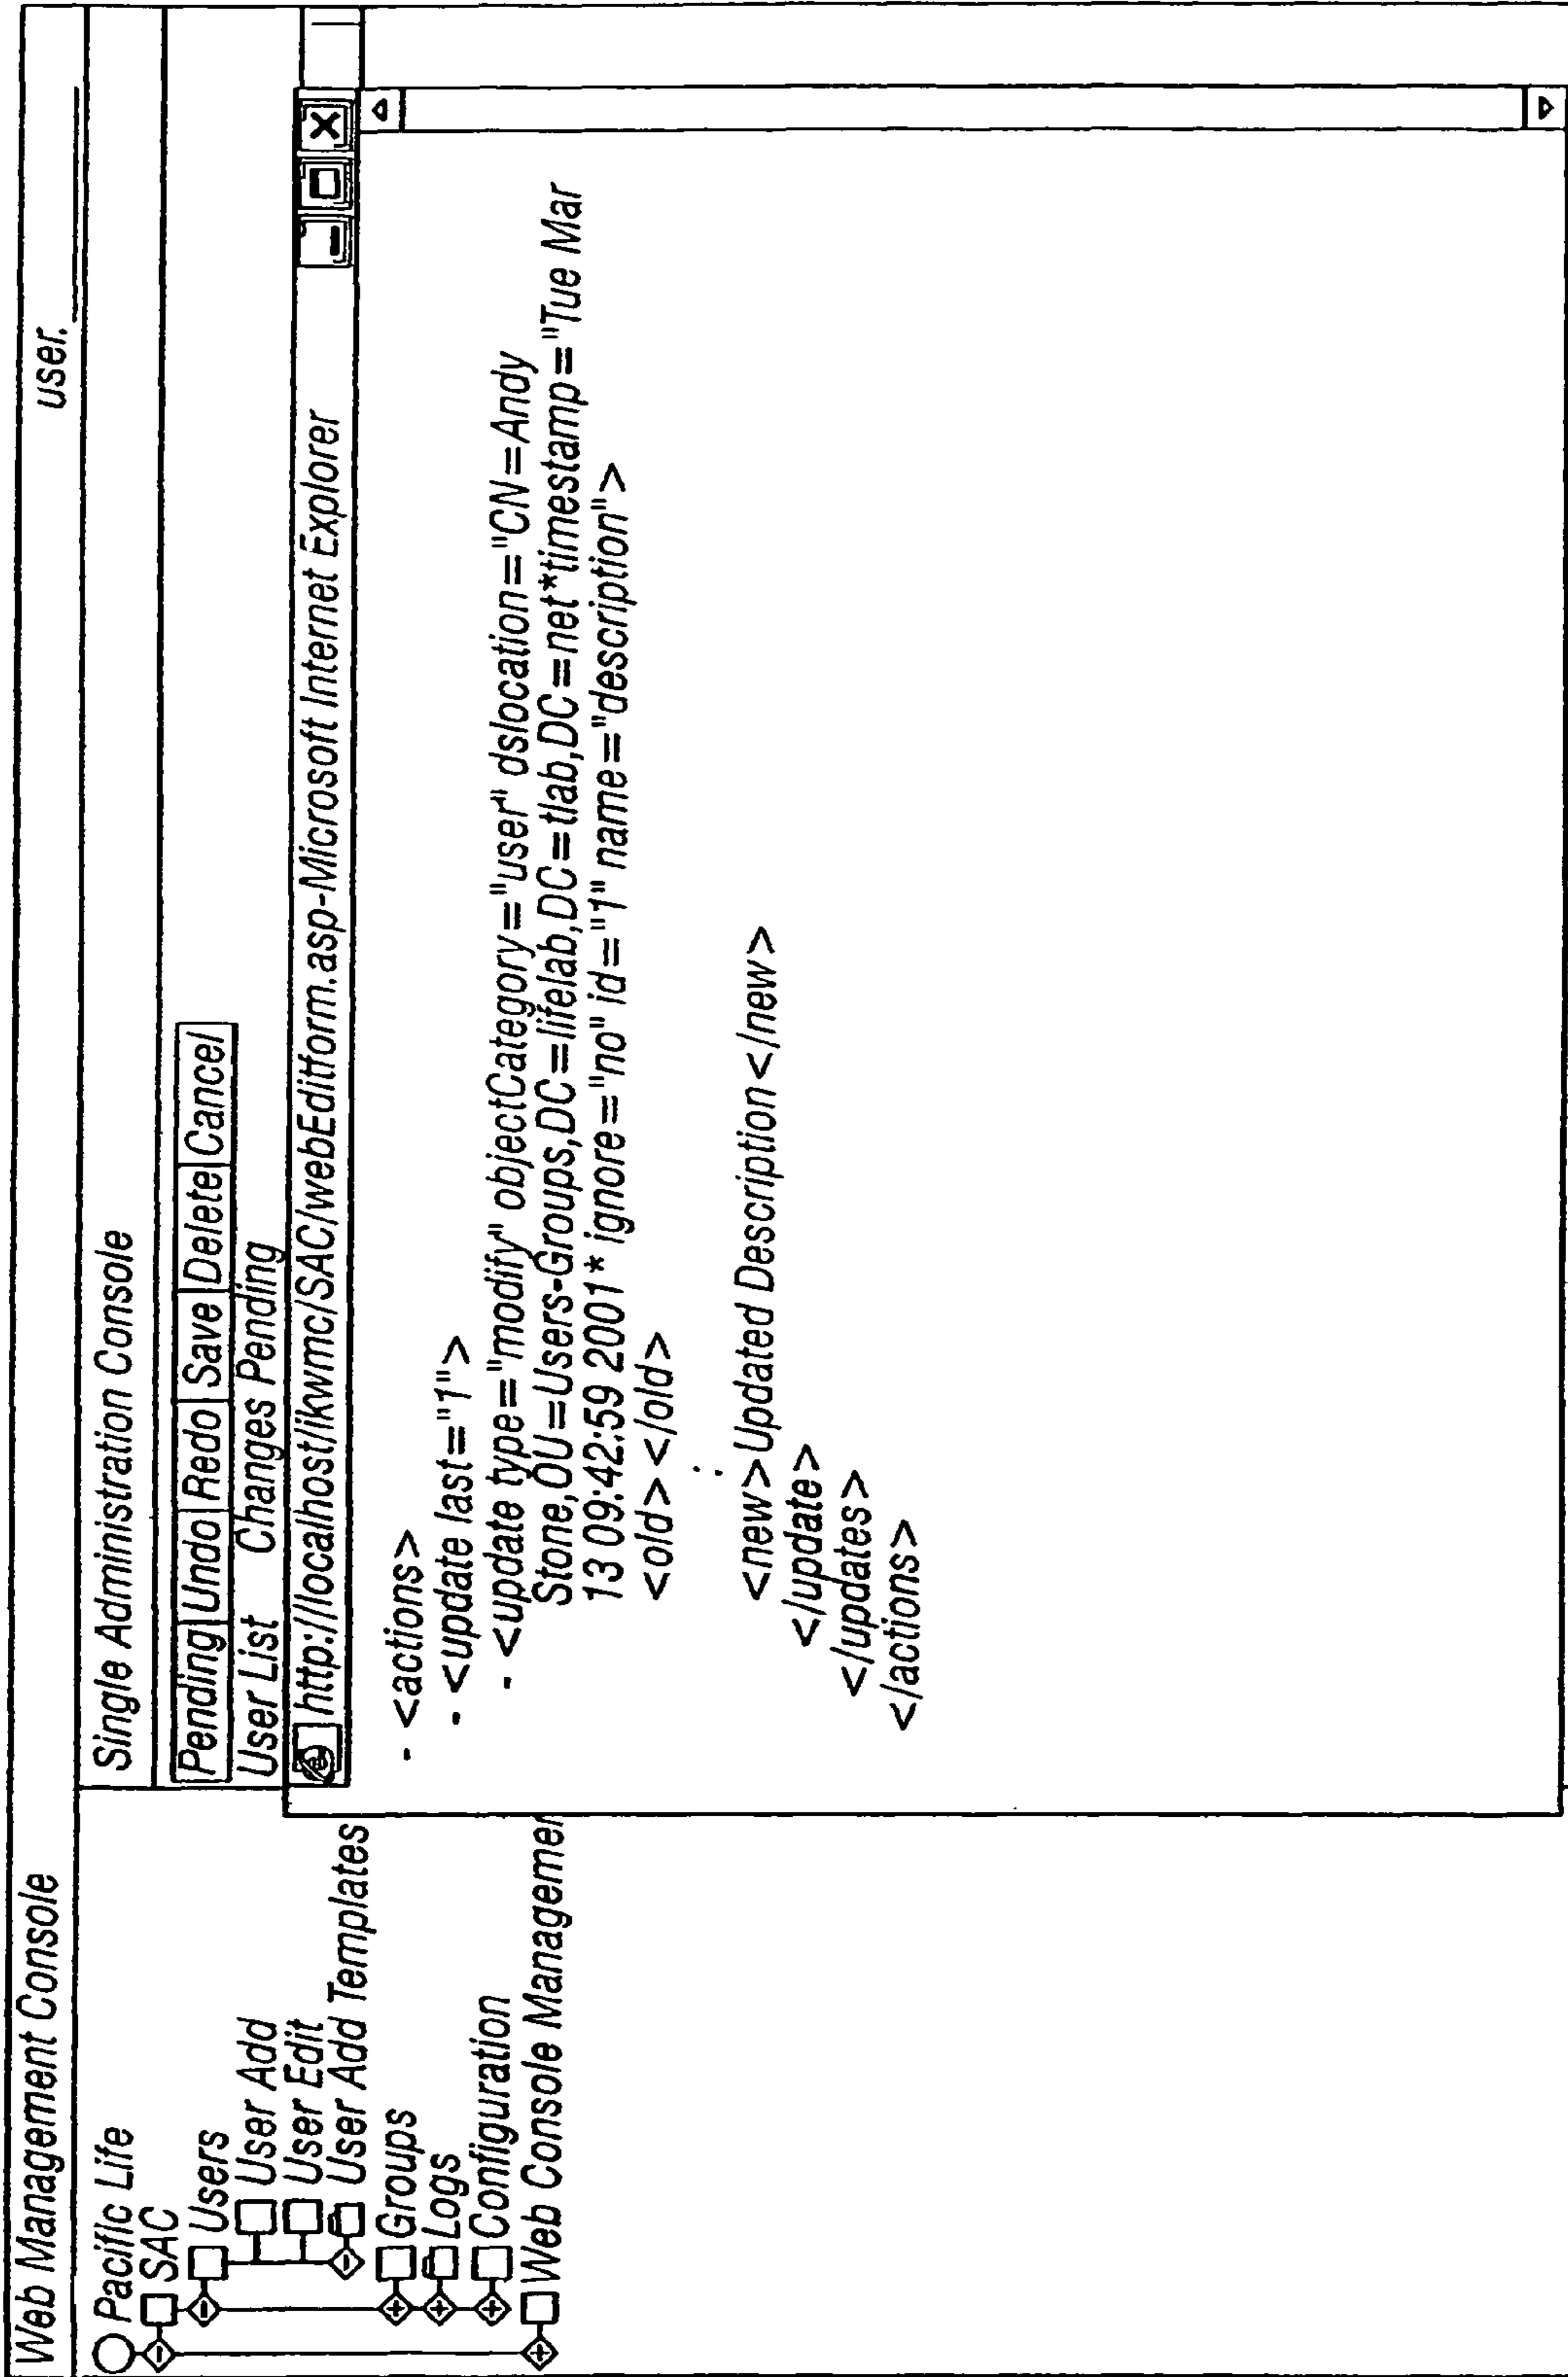 Web Management Console
user.
Pacific Life
SAC
Users
User Add
User Edit
User Add Templates
Groups
Logs
Configuration
Web Console Managemer
Single Administration Console
Pending Undo Redo Save Delete Cancel
User List Changes Pending
http://localhost/ikwmc/SAC/webEditform.asp-Microsoft Internet Explorer
- <actions>
- <update last="1">
- <update type="modify" objectCategory="user" dslocation="CN=Andy
Stone,OU=Users-Groups,DC=lifelab,DC=tlab,DC=net*timestamp="Tue Mar
13 09:42:59 2001* ignore="no" id="1" name="description">
<old> </old>
<new>Updated Description</new>
</update>
</updates>
</actions>